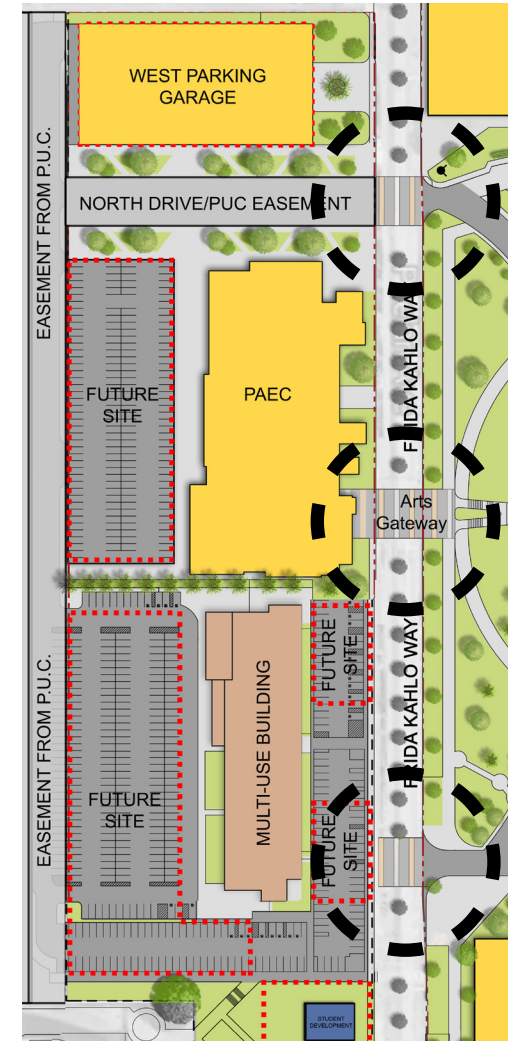 WEST PARKING
GARAGE
EASEMENT FROM P.U.C.
NORTH DRIVE/PUC EASEMENT
FRIDA KAHLO WAY
FUTURE
SITE
PAEC
Arts
Gateway
FUTURE
SITE
FRIDA KAHLO WAY
EASEMENT FROM P.U.C.
MULTI-USE BUILDING
FUTURE
SITE
FUTURE
SITE
STUDENT
DEVELOPMENT